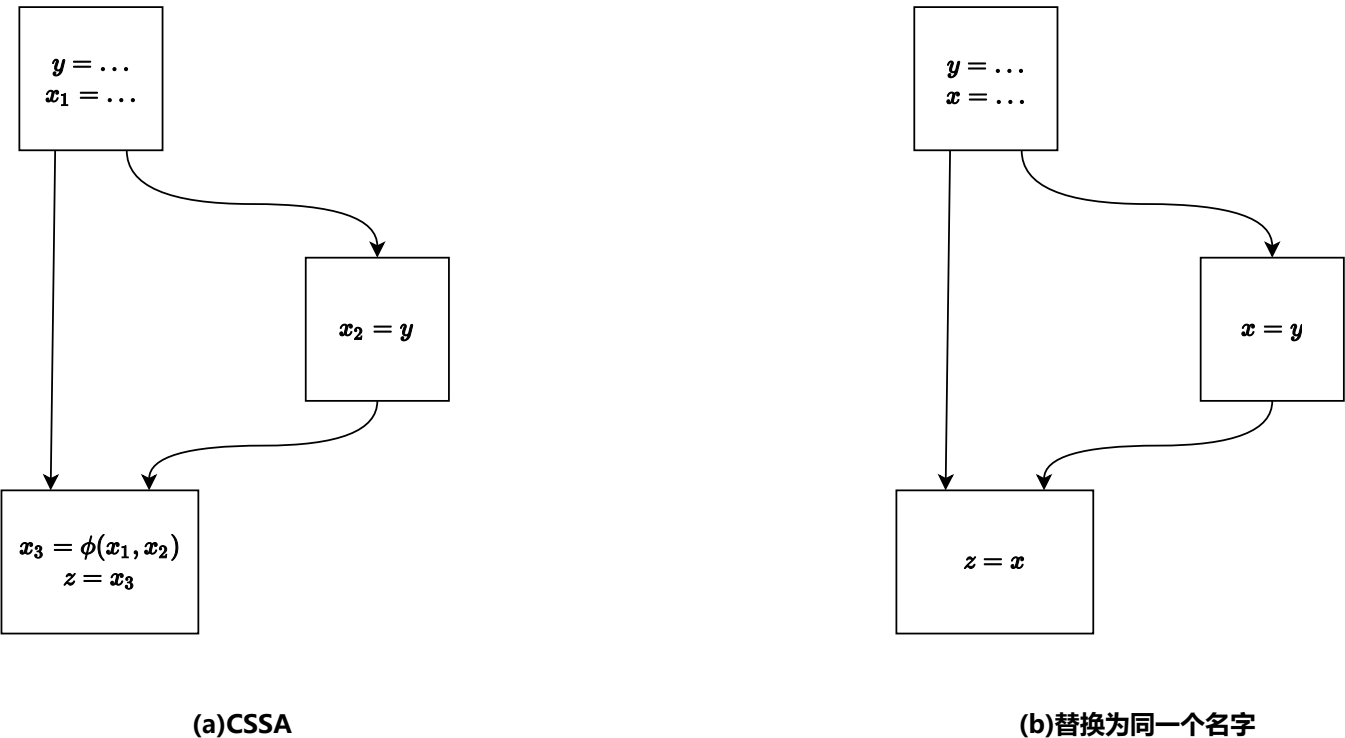 y = ...
x₁ = ...
x₂ = y
x₃ = ϕ(x₁, x₂)
z = x₃
(a)CSSA
y = ...
x = ...
x = y
z = x
(b)替换为同一个名字